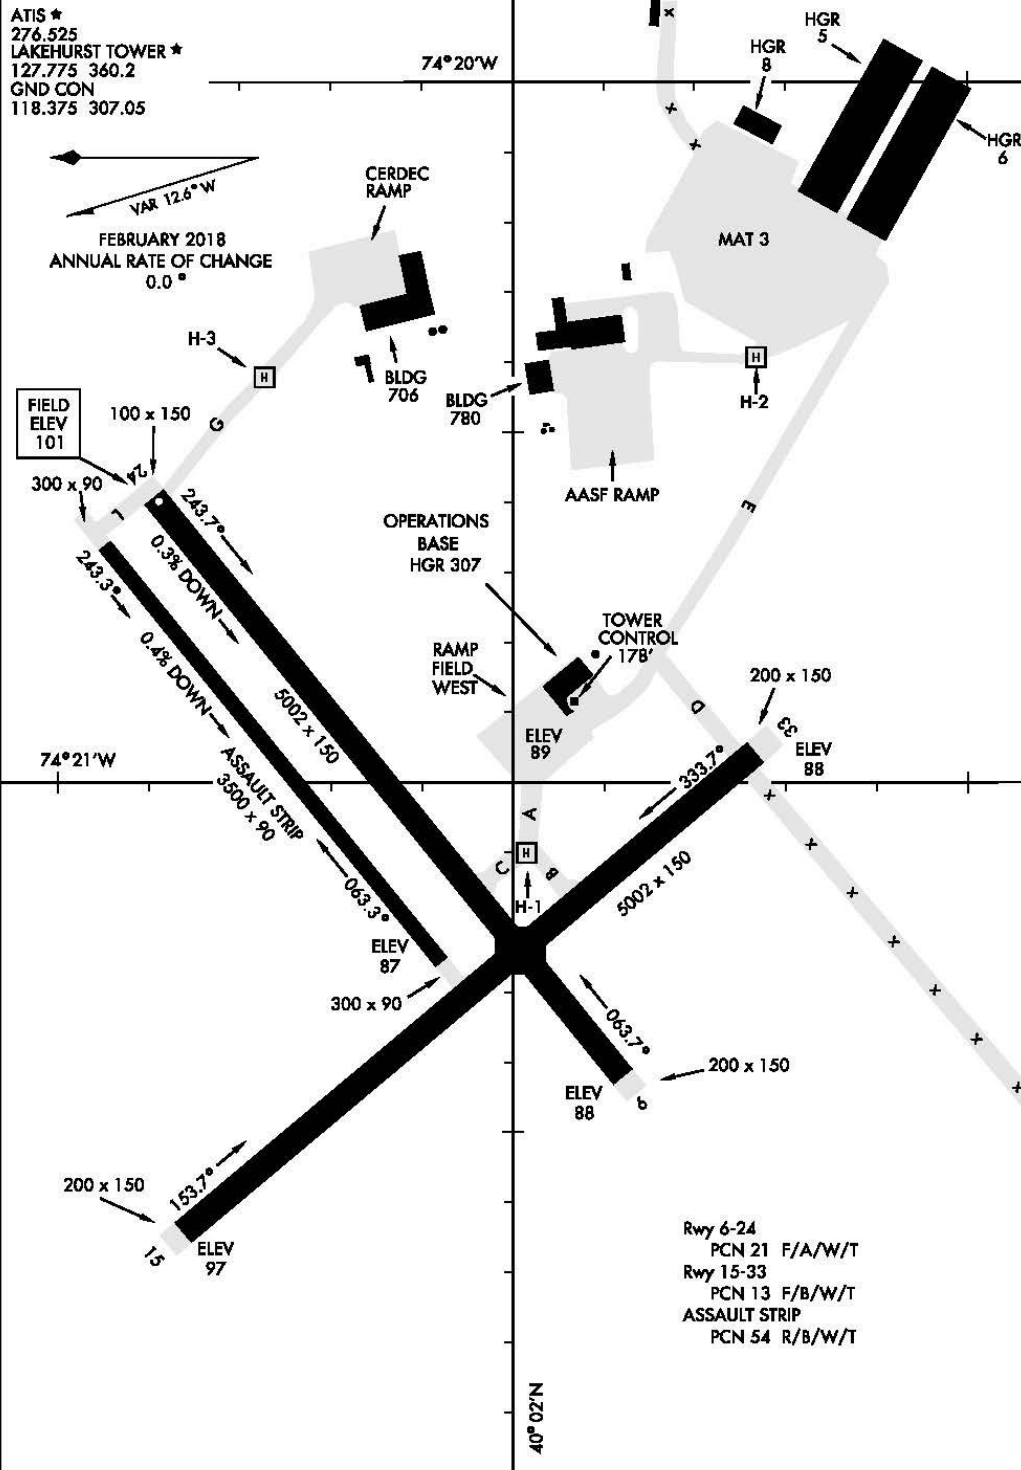 ATIS ★
276.525
LAKEHURST TOWER ★
127.775 360.2
GND CON
118.375 307.05
74°20'W
HGR
5
HGR
8
HGR
6
VAR 12.6° W
CERDEC
RAMP
FEBRUARY 2018
ANNUAL RATE OF CHANGE
0.0 °
MAT 3
H-3
H
BLDG
706
BLDG
780
H
H-2
FIELD
ELEV
101
100 x 150
G
300 x 90
24
L
AASF RAMP
E
243.7°
OPERATIONS
BASE
HGR 307
0.3% DOWN
243.3°
0.4% DOWN
TOWER
CONTROL
178'
RAMP
FIELD
WEST
200 x 150
D
33
ELEV
88
5002 x 150
ELEV
89
74°21'W
ASSAULT STRIP
3500 x 90
333.7°
A
C
H
B
H-1
5002 x 150
063.3°
ELEV
87
300 x 90
063.7°
200 x 150
ELEV
88
6
153.7°
200 x 150
15
ELEV
97
Rwy 6-24
PCN 21 F/A/W/T
Rwy 15-33
PCN 13 F/B/W/T
ASSAULT STRIP
PCN 54 R/B/W/T
40°02'N